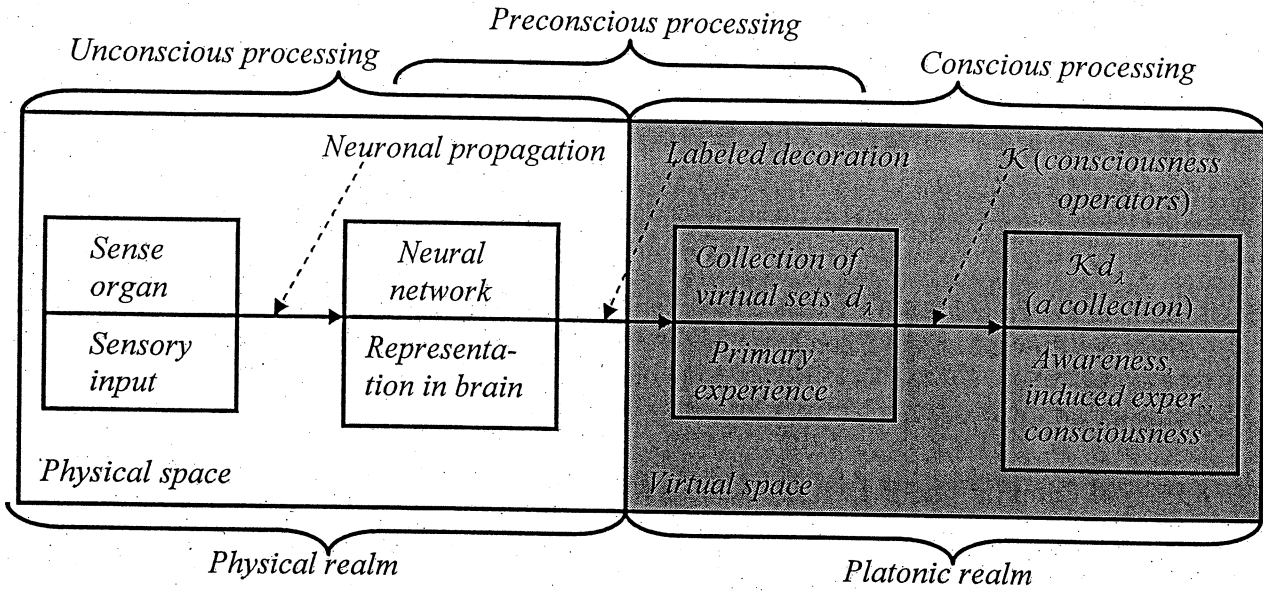 Preconscious processing
Unconscious processing
Conscious processing
Neuronal propagation
Labeled decoration
𝒦 (consciousness
operators)
Sense
organ
Sensory
input
Neural
network
Representa-
tion in brain
Collection of
virtual sets d_λ
Primary
experience
𝒦d_λ
(a collection)
Awareness,
induced exper.,
consciousness
Physical space
Virtual space
Physical realm
Platonic realm